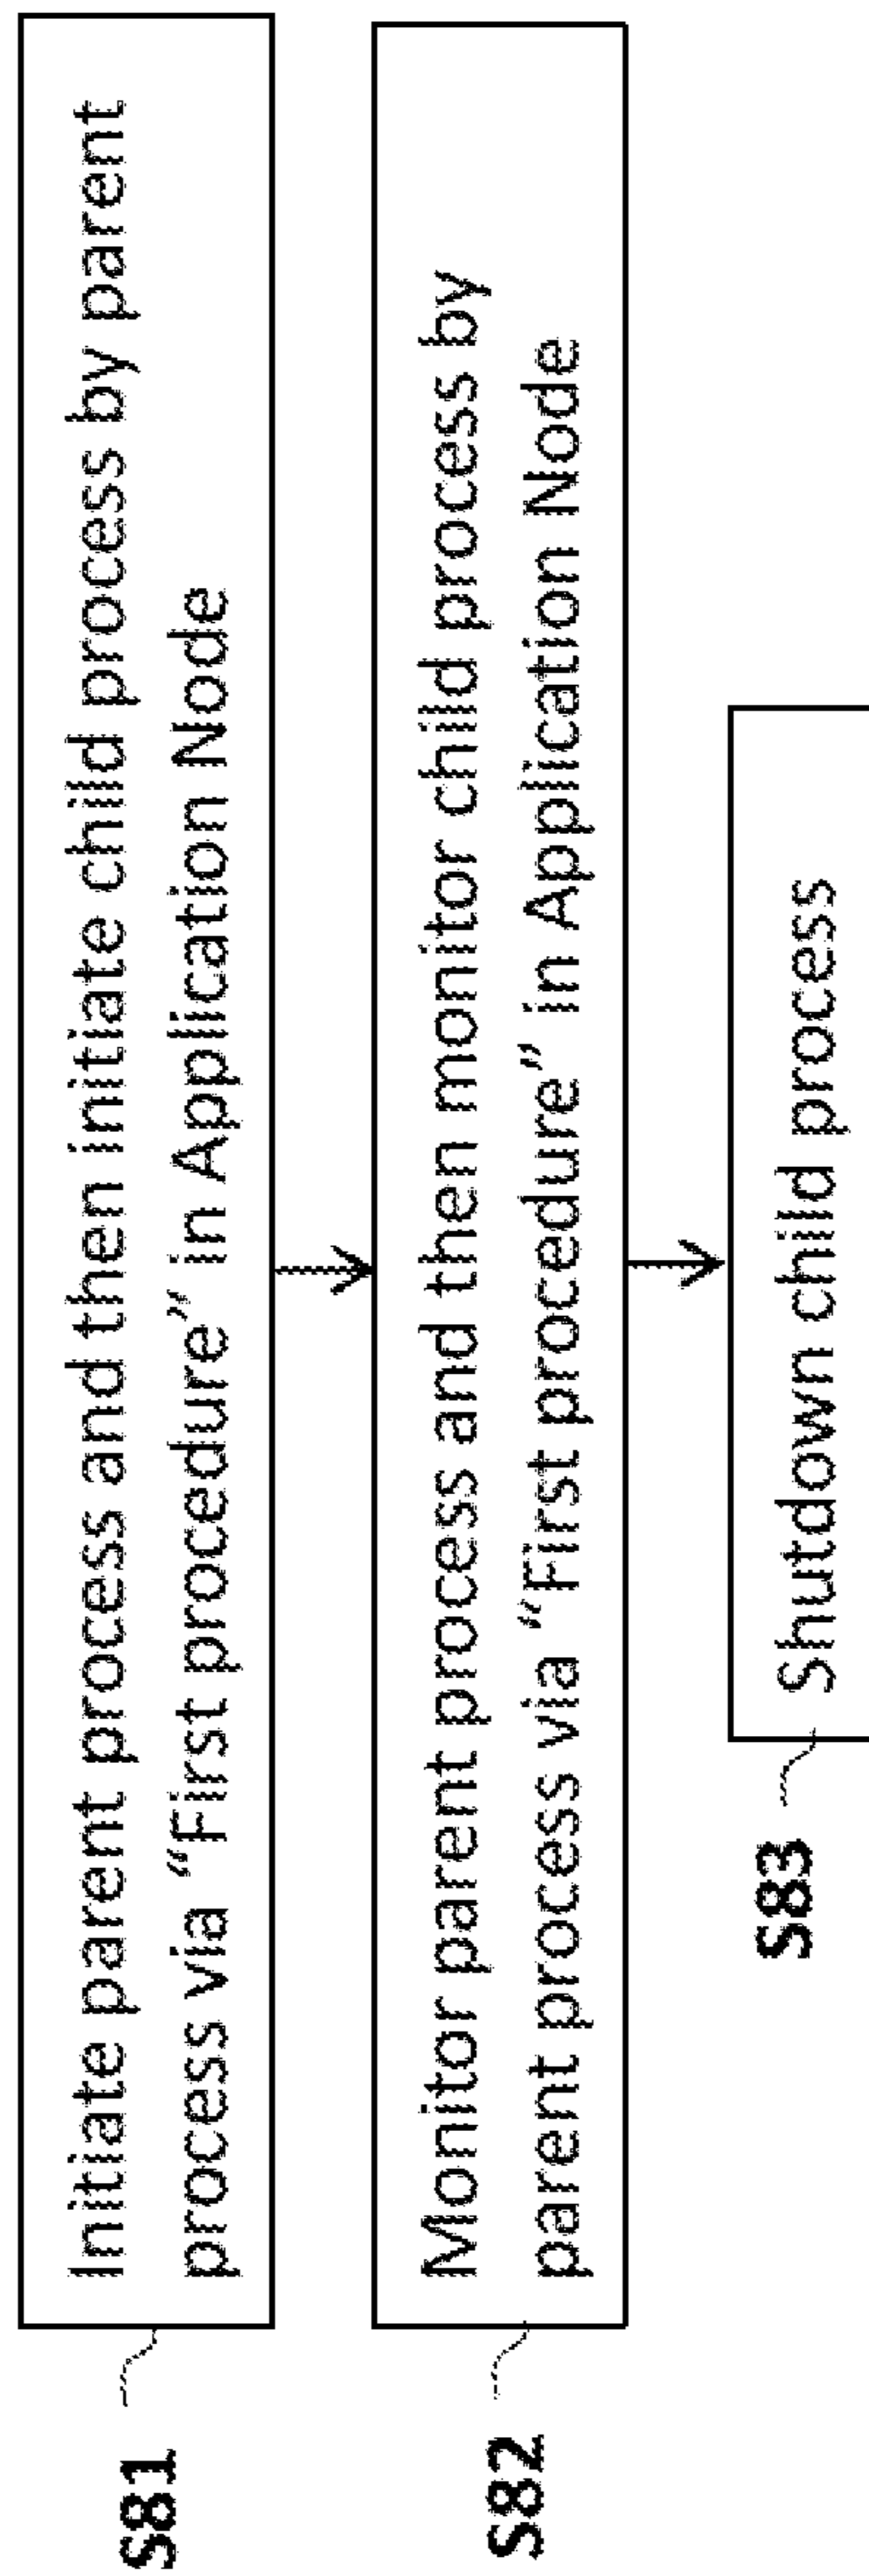 S81
Initiate parent process and then initiate child process by parent
process via “First procedure” in Application Node
S82
Monitor parent process and then monitor child process by
parent process via “First procedure” in Application Node
S83
Shutdown child process